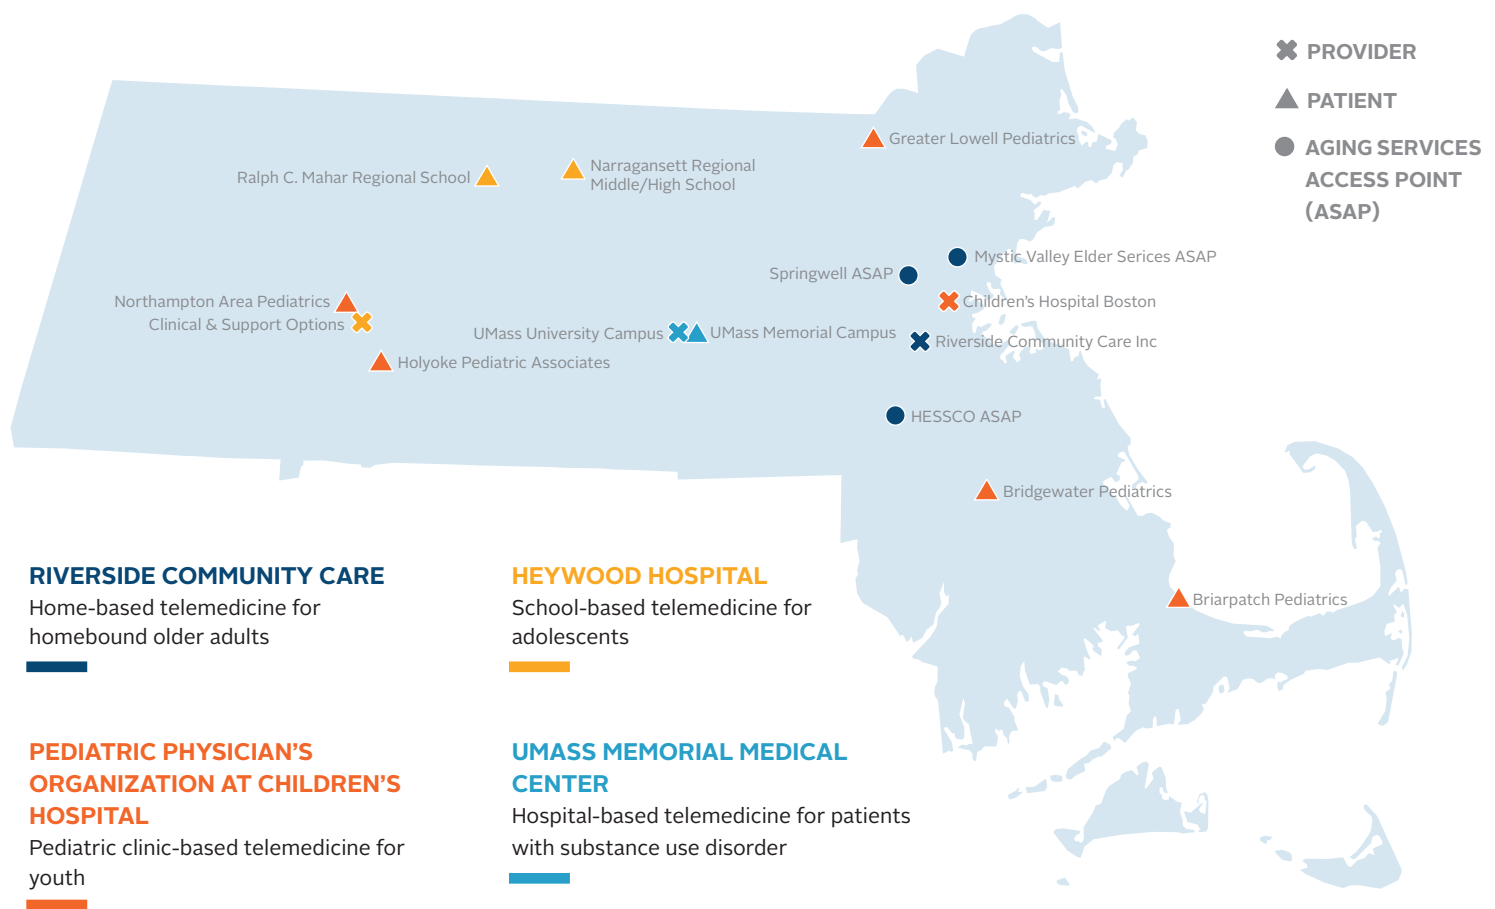 PROVIDER
PATIENT
AGING SERVICES
ACCESS POINT
(ASAP)
Greater Lowell Pediatrics
Ralph C. Mahar Regional School
Narragansett Regional
Middle/High School
Mystic Valley Elder Serices ASAP
Springwell ASAP
Northampton Area Pediatrics
Children's Hospital Boston
Clinical & Support Options
UMass University Campus
UMass Memorial Campus
Riverside Community Care Inc
Holyoke Pediatric Associates
HESSCO ASAP
Bridgewater Pediatrics
Briarpatch Pediatrics
RIVERSIDE COMMUNITY CARE
Home-based telemedicine for
homebound older adults
HEYWOOD HOSPITAL
School-based telemedicine for
adolescents
PEDIATRIC PHYSICIAN’S
ORGANIZATION AT CHILDREN’S
HOSPITAL
Pediatric clinic-based telemedicine for
youth
UMASS MEMORIAL MEDICAL
CENTER
Hospital-based telemedicine for patients
with substance use disorder